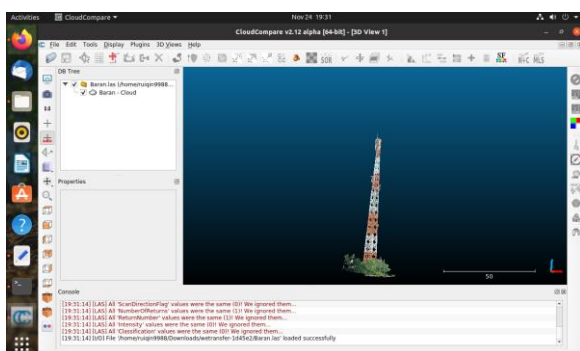 Activities
CloudCompare
Nov 24 19:31
CloudCompare v2.12 alpha [64-bit] - [3D View 1]
File Edit Tools Display Plugins 3D Views Help
SOR
SF
N+C MLS
DB Tree
Baran.las (/home/ruiqin9988...
Baran - Cloud
Properties
50
Console
[19:31:14] [LAS] All 'ScanDirectionFlag' values were the same (0)! We ignored them...
[19:31:14] [LAS] All 'NumberOfReturns' values were the same (1)! We ignored them...
[19:31:14] [LAS] All 'ReturnNumber' values were the same (1)! We ignored them...
[19:31:14] [LAS] All 'Intensity' values were the same (0)! We ignored them...
[19:31:14] [LAS] All 'Classification' values were the same (0)! We ignored them...
[19:31:14] [I/O] File '/home/ruiqin9988/Downloads/wetransfer-1d45e2/Baran.las' loaded successfully